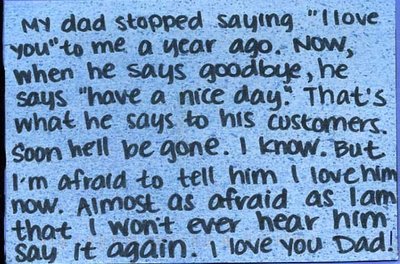 My dad stopped saying "I love
you" to me a year ago. Now,
when he says goodbye, he
says "have a nice day." That's
what he says to his customers.
Soon hell be gone. I know. But
I'm afraid to tell him I love him
now. Almost as afraid as I am
that I won't ever hear him
say it again. I love you Dad!